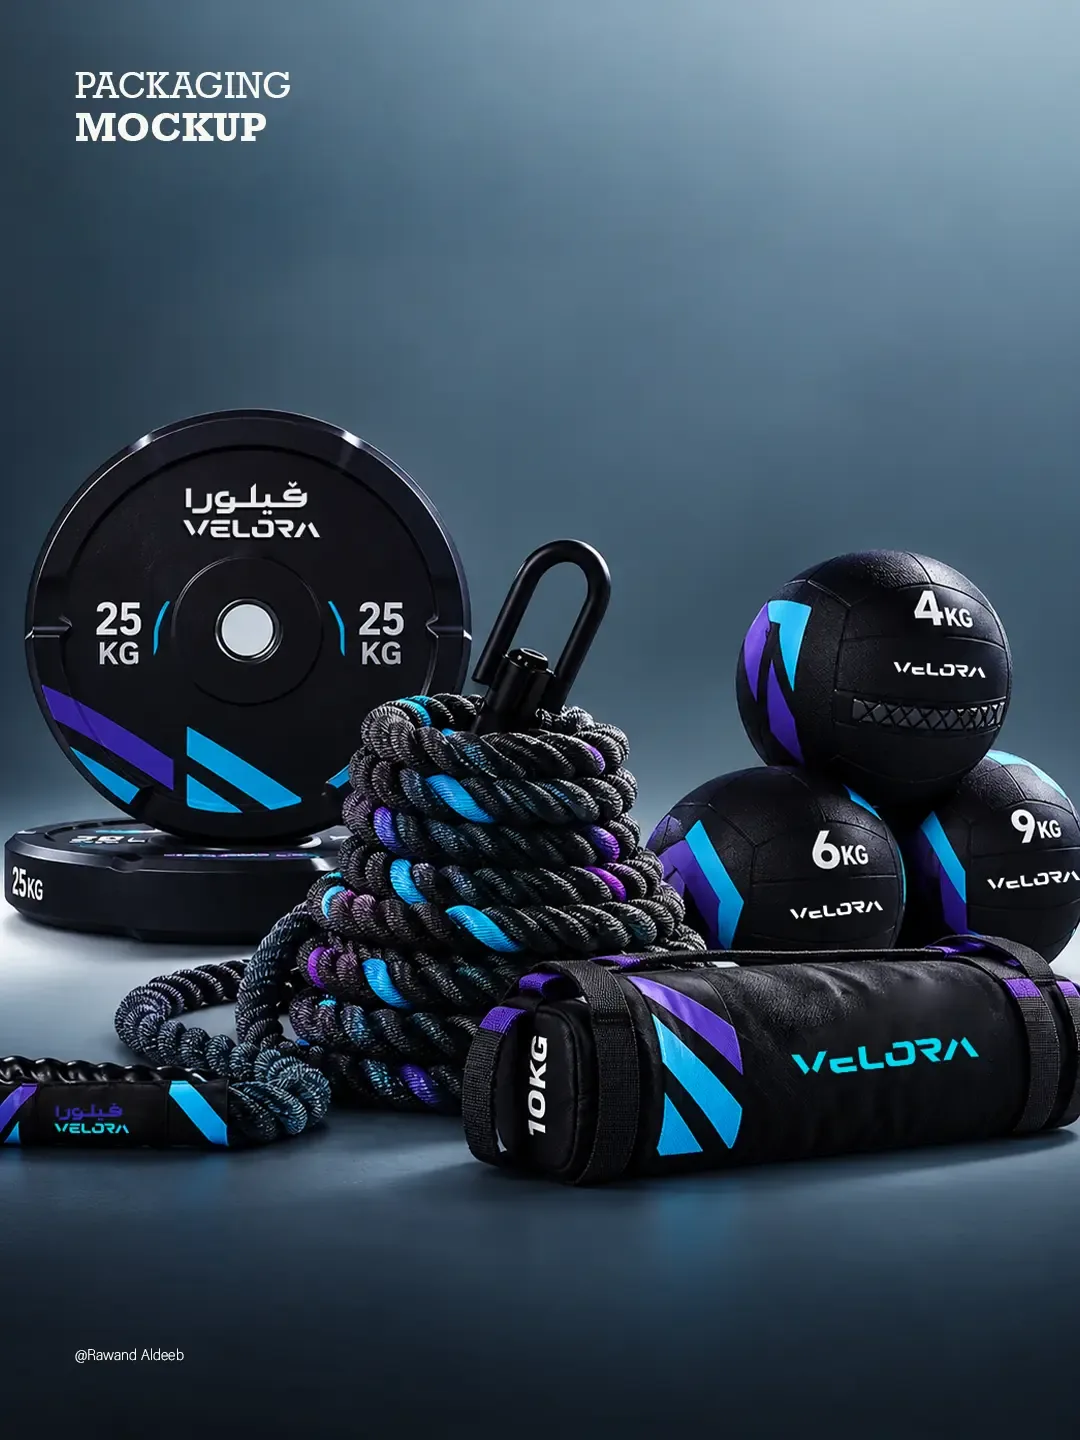 PACKAGING
MOCKUP
ڤيلورا
VELORA
25
KG
25
KG
4KG
VELORA
6KG
VELORA
9KG
VELORA
25KG
10KG
VELORA
ڤيلورا
VELORA
@Rawand Aldeeb